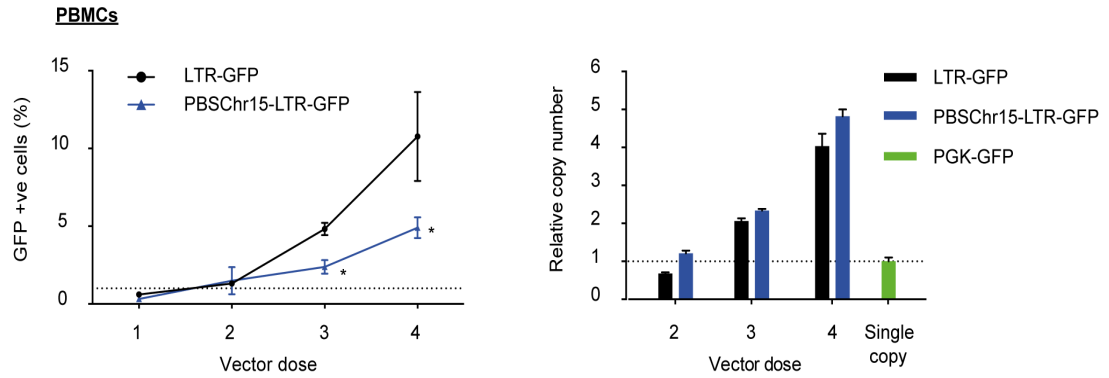 PBMCs
15
10
5
0
GFP +ve cells (%)
LTR-GFP
PBSChr15-LTR-GFP
*
*
1 2 3 4
Vector dose
6
5
4
3
2
1
0
Relative copy number
LTR-GFP
PBSChr15-LTR-GFP
PGK-GFP
2 3 4 Single
copy
Vector dose